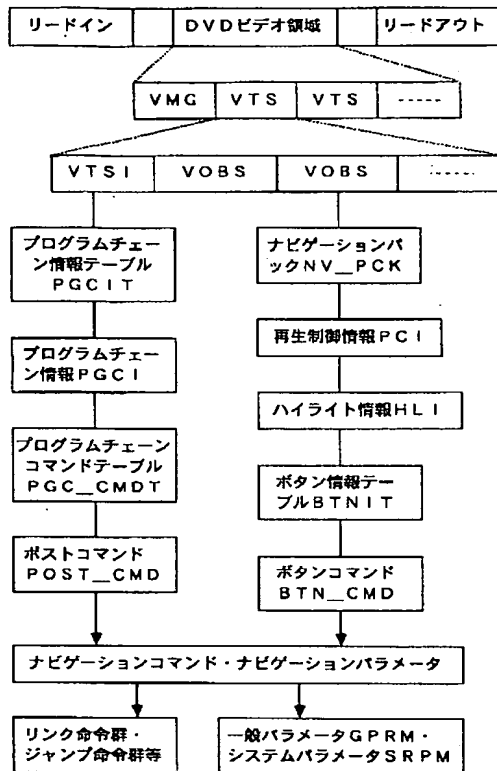 リードイン
DVDビデオ領域
リードアウト
VMG
VTS
VTS
-----
VTSI
VOBS
VOBS
-----
プログラムチェー
ン情報テーブル
PGCIT
ナビゲーションパ
ックNV__PCK
プログラムチェー
ン情報PGCI
再生制御情報PCI
ハイライト情報HLI
プログラムチェーン
コマンドテーブル
PGC__CMDT
ボタン情報テー
ブルBTNIT
ポストコマンド
POST__CMD
ボタンコマンド
BTN__CMD
ナビゲーションコマンド・ナビゲーションパラメータ
リンク命令群・
ジャンプ命令群等
一般パラメータGPRM・
システムパラメータSRPM